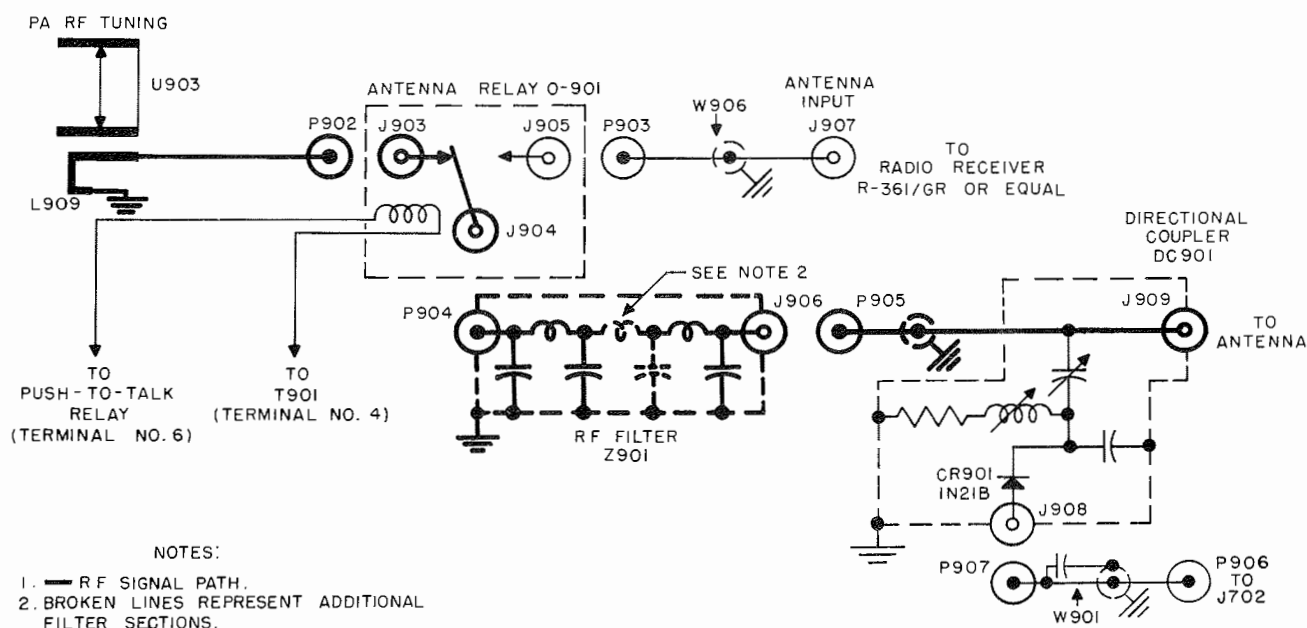 PA RF TUNING
U903
ANTENNA RELAY O-901
P902
J903
J905
P903
W906
ANTENNA
INPUT
J907
TO
RADIO RECEIVER
R-361/GR OR EQUAL
L909
J904
DIRECTIONAL
COUPLER
DC901
SEE NOTE 2
P904
J906
P905
J909
TO
ANTENNA
TO
PUSH-TO-TALK
RELAY
(TERMINAL NO. 6)
TO
T901
(TERMINAL NO. 4)
RF FILTER
Z901
CR901
IN21B
J908
NOTES:
1. RF SIGNAL PATH.
2. BROKEN LINES REPRESENT ADDITIONAL
FILTER SECTIONS.
P907
W901
P906
TO
J702